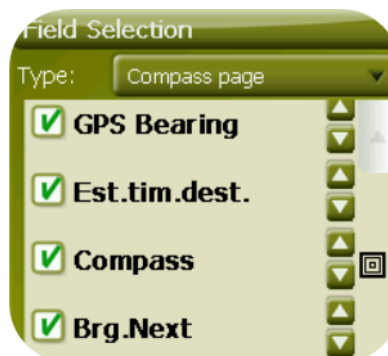 Field Selection
Type: Compass page
GPS Bearing
Est.tim.dest.
Compass
Brg.Next